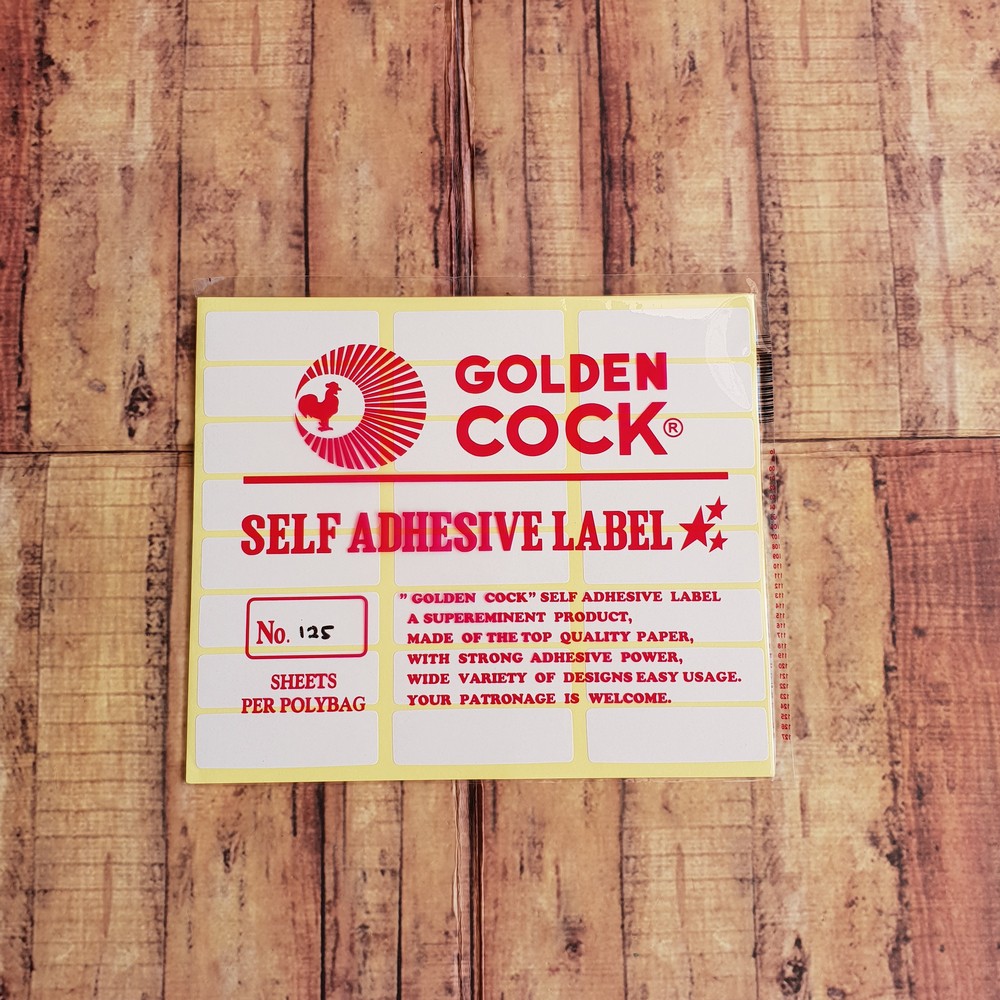 GOLDEN
COCK®
SELF ADHESIVE LABEL
No. 125
SHEETS
PER POLYBAG
" GOLDEN COCK" SELF ADHESIVE LABEL
A SUPEREMINENT PRODUCT,
MADE OF THE TOP QUALITY PAPER,
WITH STRONG ADHESIVE POWER,
WIDE VARIETY OF DESIGNS EASY USAGE.
YOUR PATRONAGE IS WELCOME.